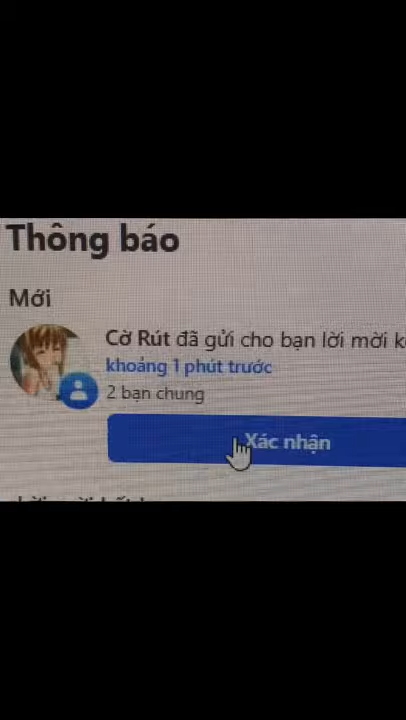 Thông báo
Mới
Cờ Rút đã gửi cho bạn lời mời
khoảng 1 phút trước
2 bạn chung
Xác nhận